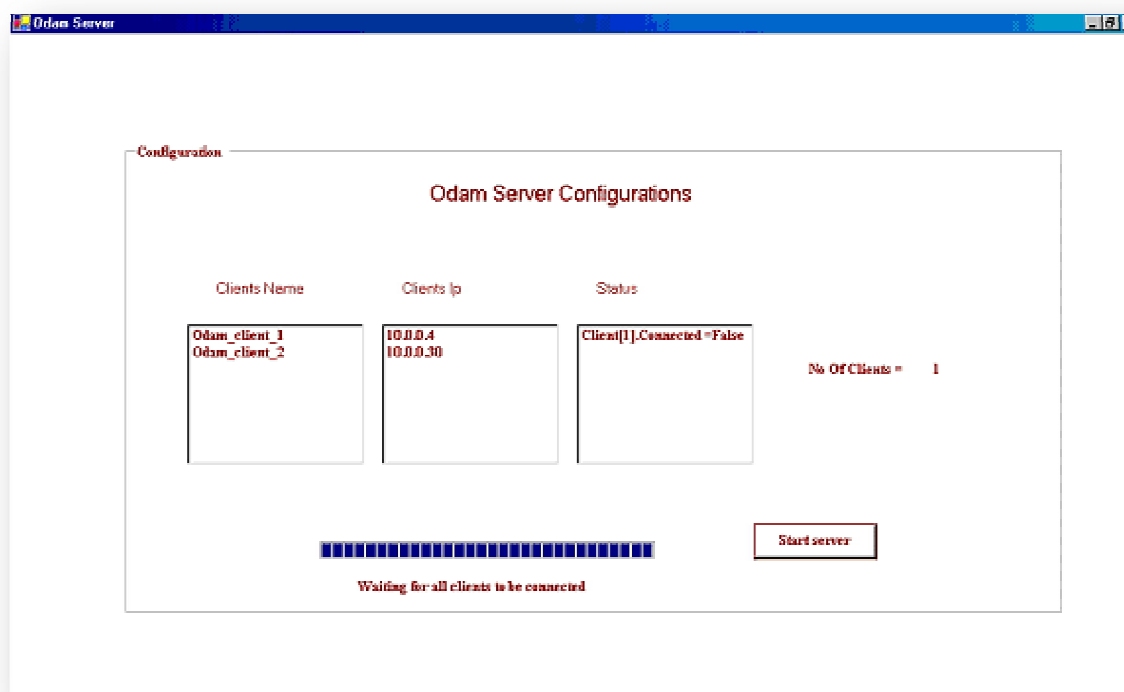 Odam Server
Configuration
Odam Server Configurations
Clients Name Clients Ip Status
Odam_client_1 10.0.0.4 Client[1].Connected =False
Odam_client_2 10.0.0.30
No Of Clients = 1
Start server
Waiting for all clients to be connected